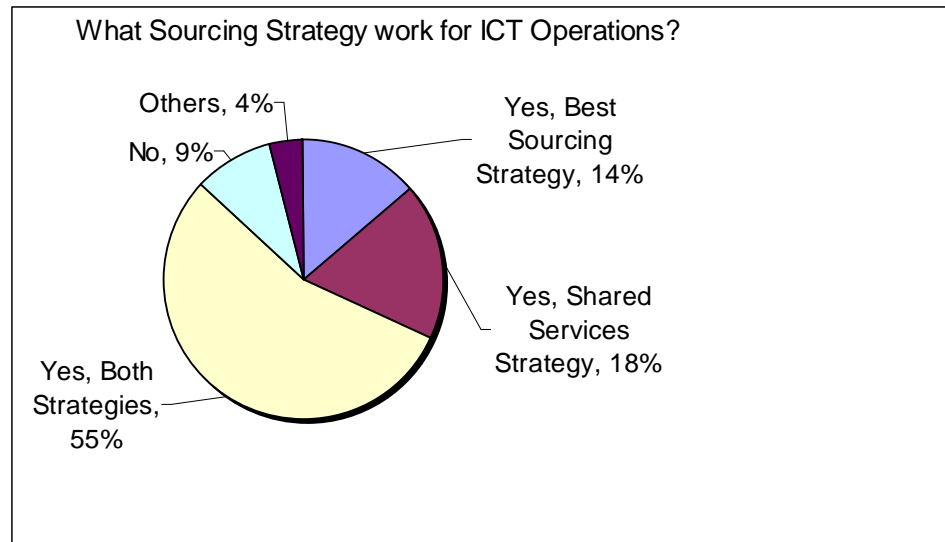 What Sourcing Strategy work for ICT Operations?
Others, 4%
No, 9%
Yes, Best
Sourcing
Strategy, 14%
Yes, Shared
Services
Strategy, 18%
Yes, Both
Strategies,
55%